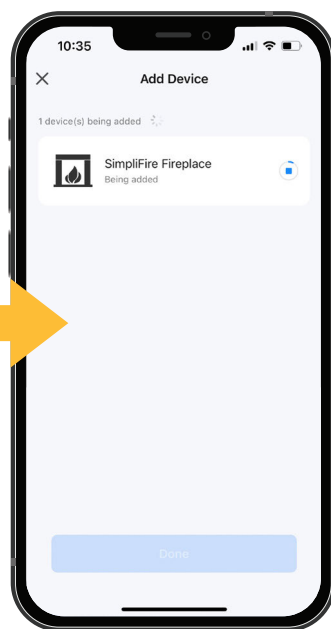 10:35
Add Device
1 device(s) being added
SimpliFire Fireplace
Being added
Done